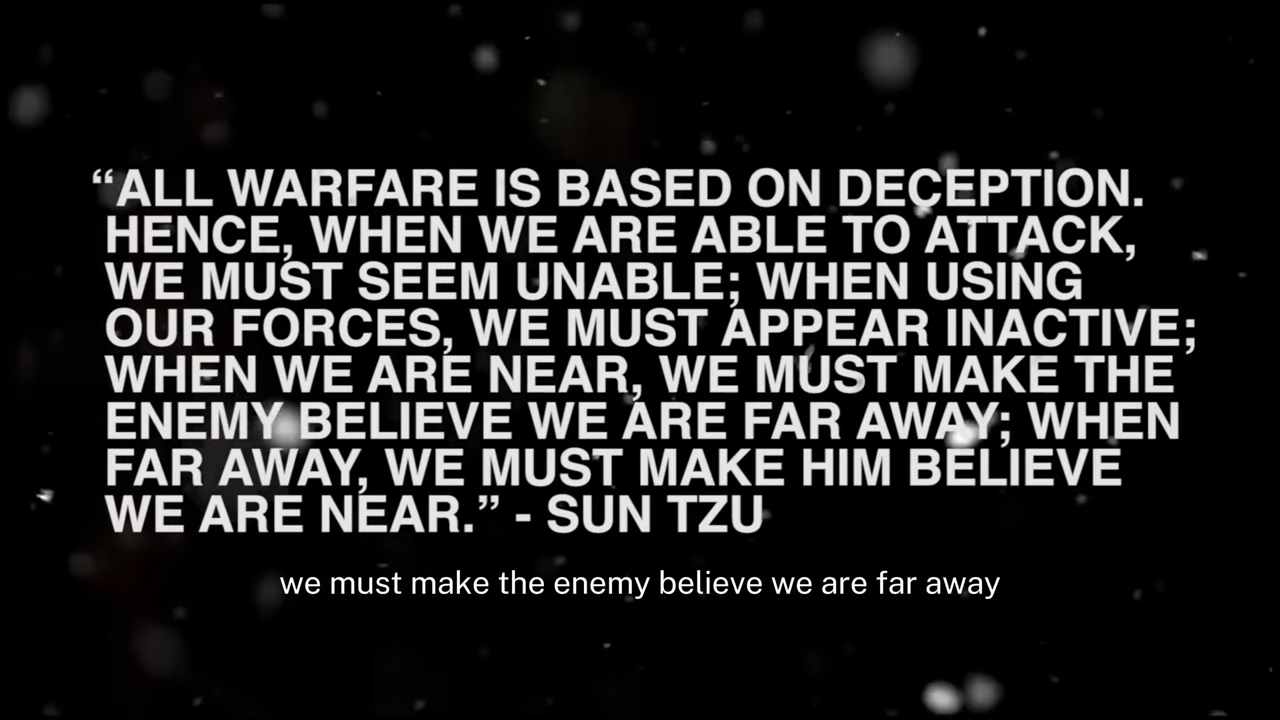 “ALL WARFARE IS BASED ON DECEPTION.
HENCE, WHEN WE ARE ABLE TO ATTACK,
WE MUST SEEM UNABLE; WHEN USING
OUR FORCES, WE MUST APPEAR INACTIVE;
WHEN WE ARE NEAR, WE MUST MAKE THE
ENEMY BELIEVE WE ARE FAR AWAY; WHEN
FAR AWAY, WE MUST MAKE HIM BELIEVE
WE ARE NEAR.” - SUN TZU
we must make the enemy believe we are far away